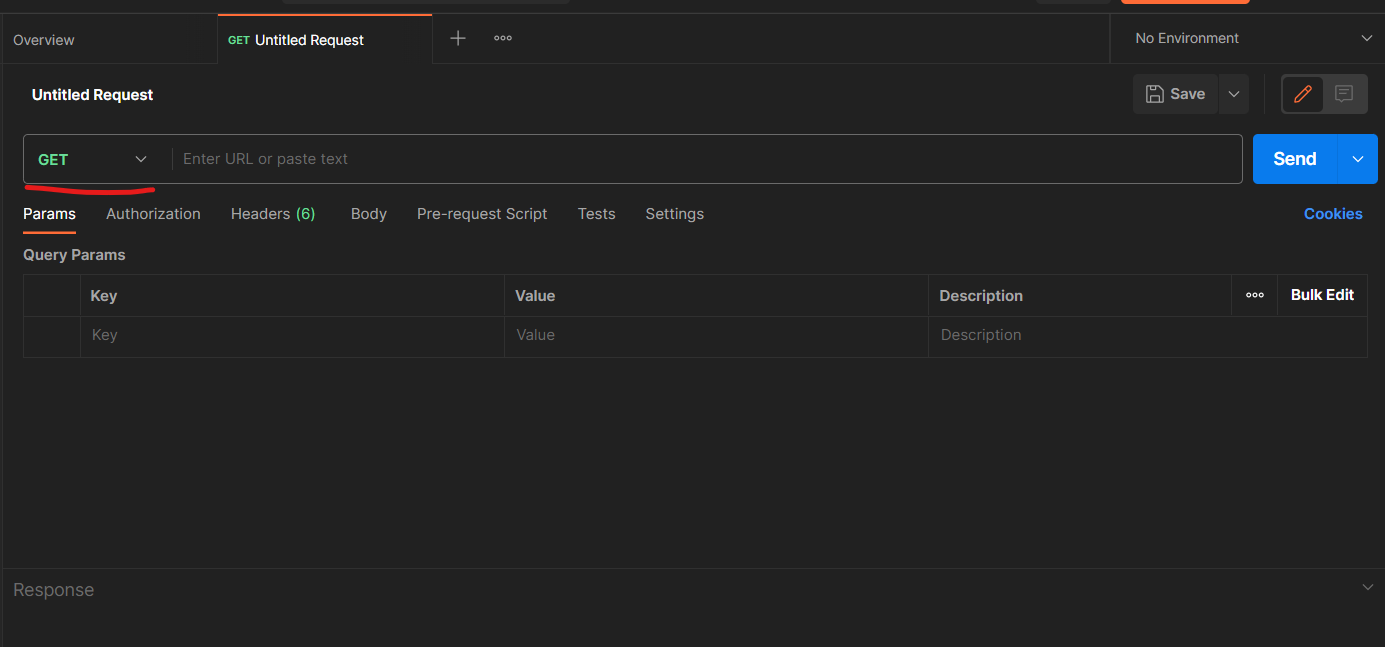 Overview
GET Untitled Request
No Environment
Untitled Request
Save
GET
Enter URL or paste text
Send
Params Authorization Headers (6) Body Pre-request Script Tests Settings Cookies
Query Params
Key Value Description Bulk Edit
Key Value Description
Response